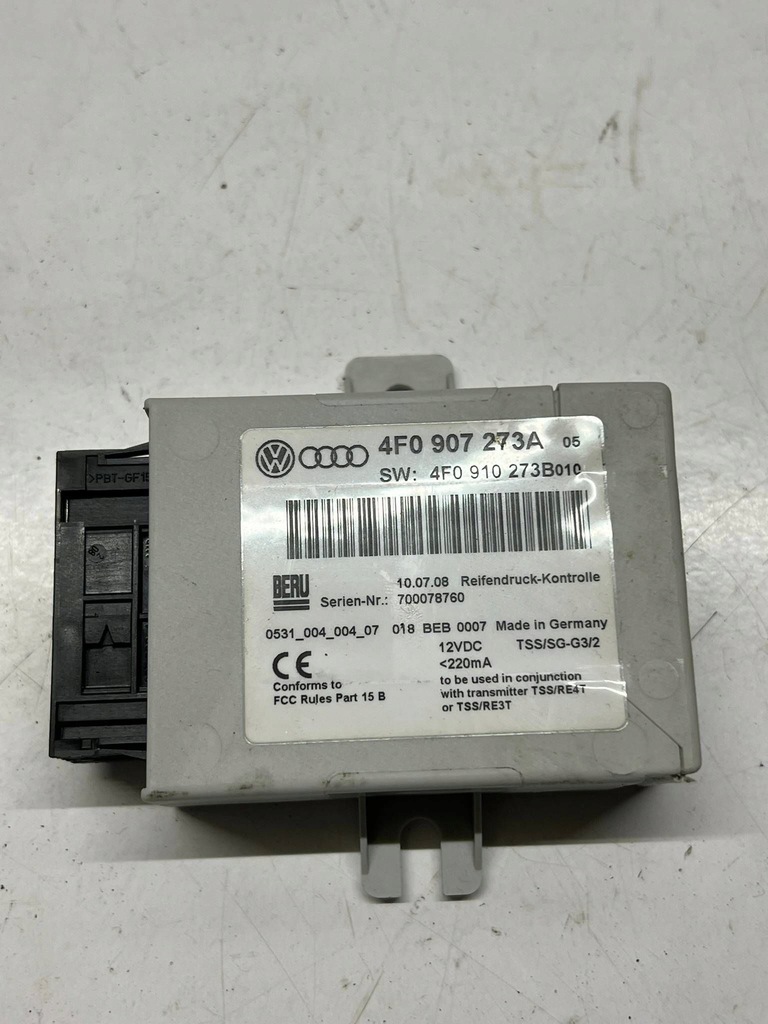 4F0 907 273A 05
SW: 4F0 910 273B010
>PBT-GF15
BERU
10.07.08 Reifendruck-Kontrolle
Serien-Nr.: 700078760
0531_004_004_07 018 BEB 0007 Made in Germany
12VDC TSS/SG-G3/2
<220mA
CE
Conforms to
FCC Rules Part 15 B
to be used in conjunction
with transmitter TSS/RE4T
or TSS/RE3T